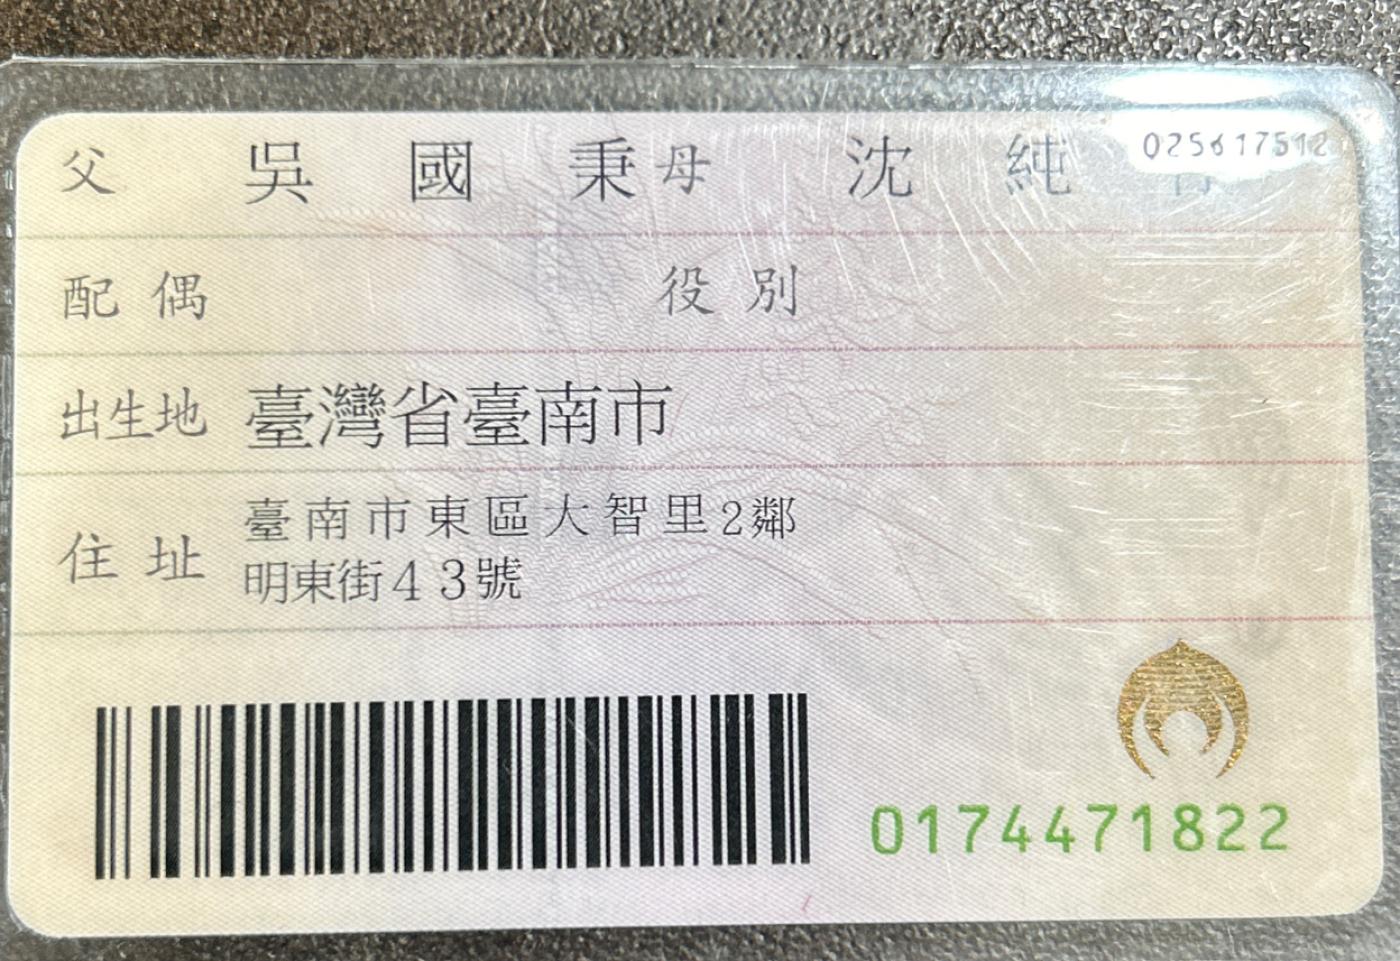 父 吳國秉 母 沈純
025617512
配偶 役別
出生地 臺灣省臺南市
住址 臺南市東區大智里2鄰
明東街43號
0174471822